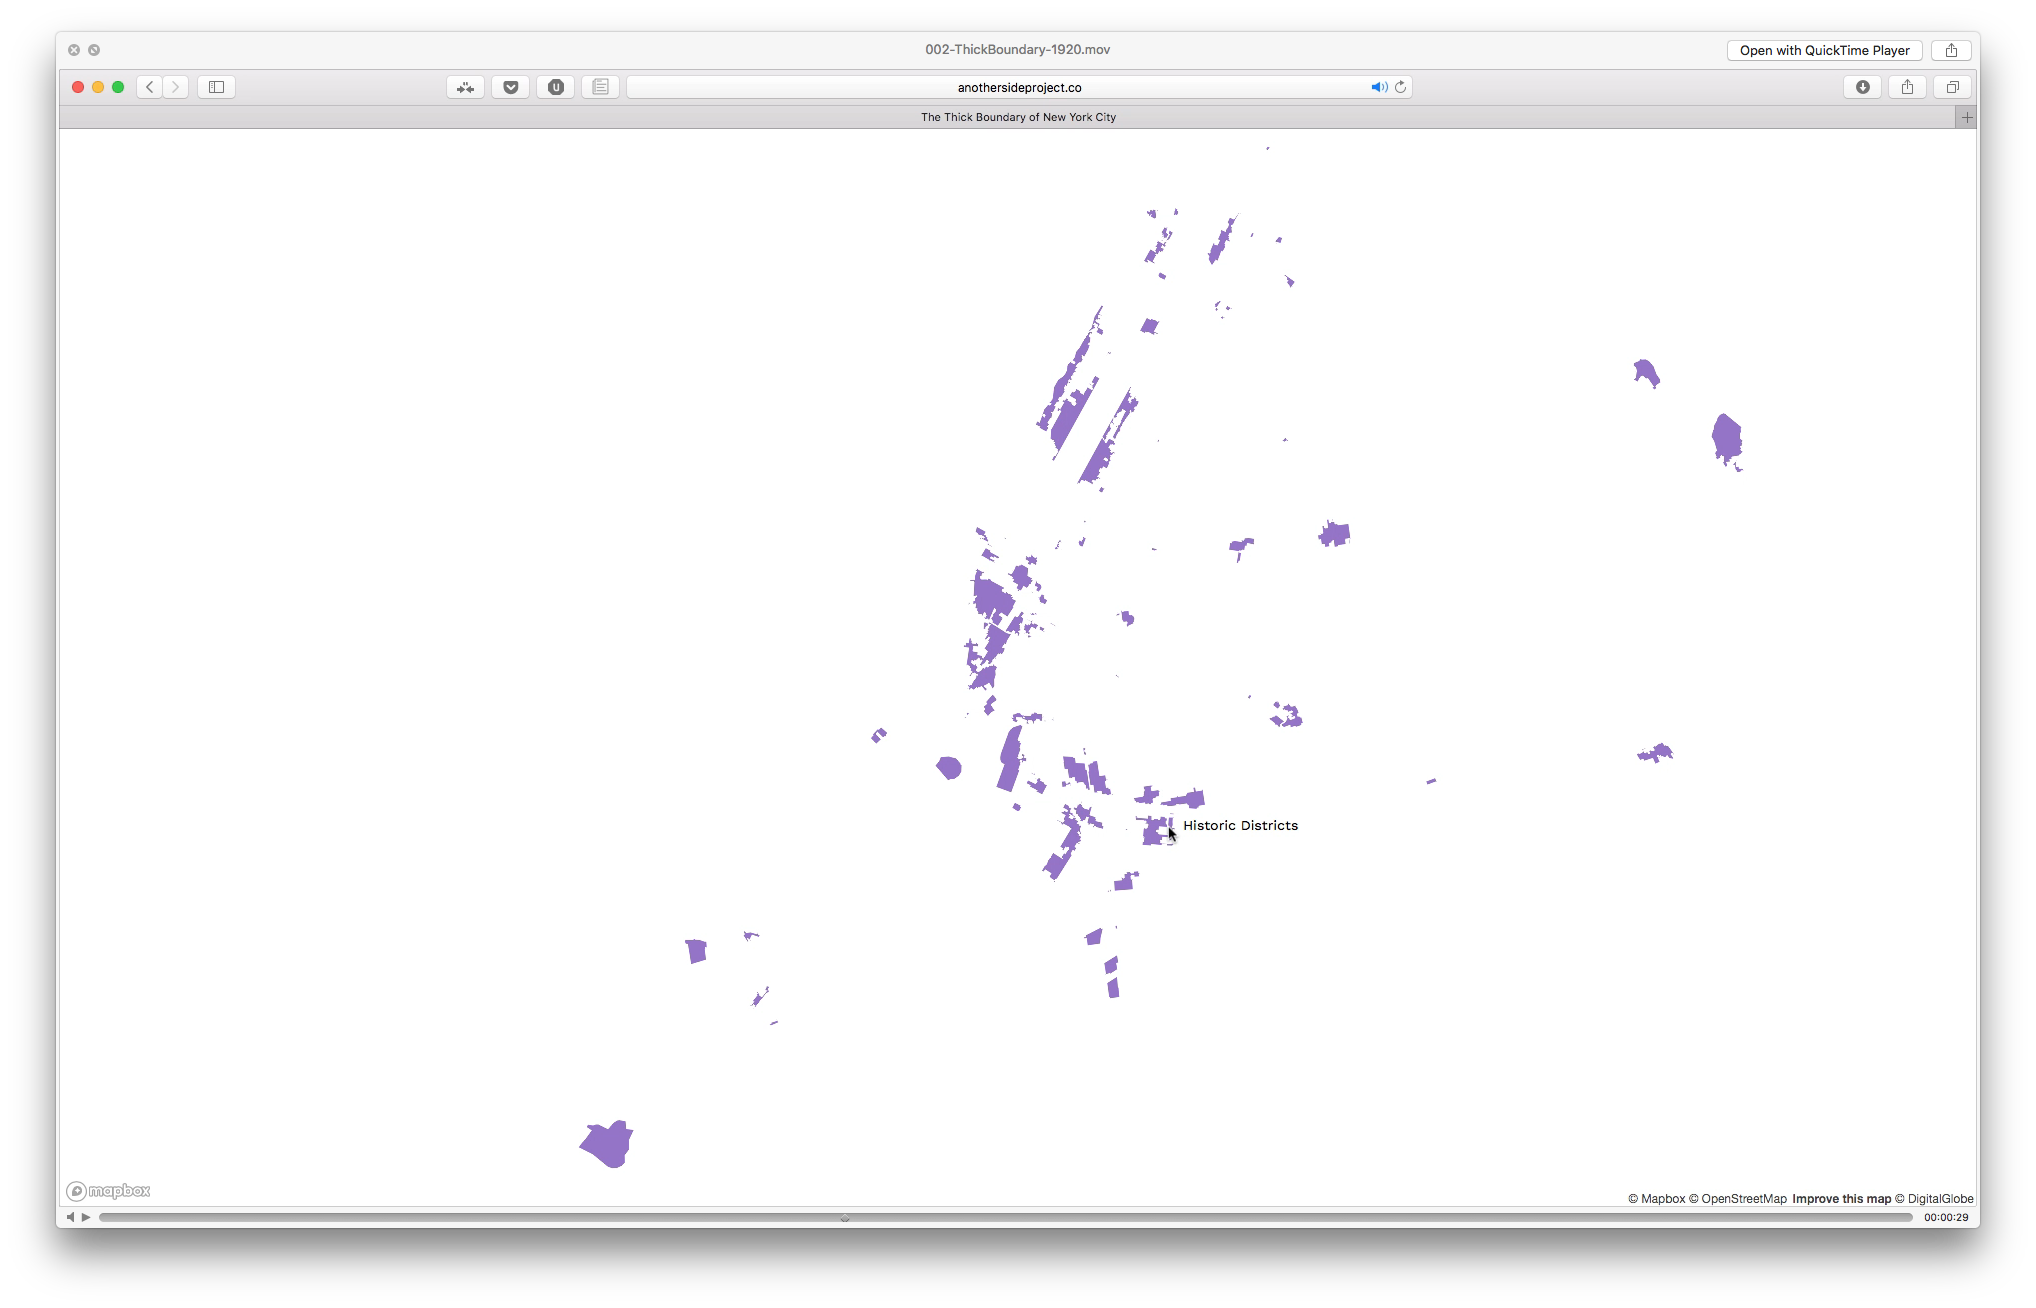 002-ThickBoundary-1920.mov
Open with QuickTime Player
anothersideproject.co
The Thick Boundary of New York City
Historic Districts
mapbox
© Mapbox © OpenStreetMap Improve this map © DigitalGlobe
00:00:29